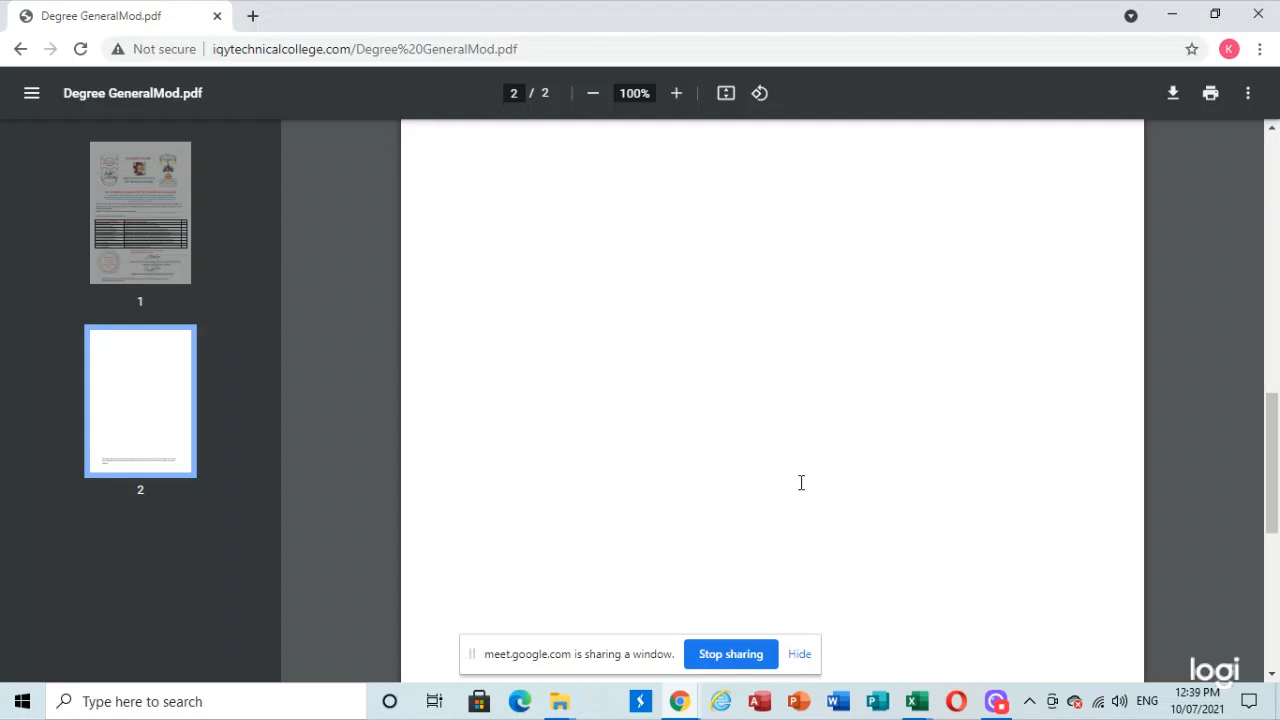 Degree GeneralMod.pdf
Not secure iqytechnicalcollege.com/Degree%20GeneralMod.pdf
K
Degree GeneralMod.pdf
2 / 2
100%
1
2
meet.google.com is sharing a window.
Stop sharing
Hide
logi
Type here to search
ENG
12:39 PM
10/07/2021